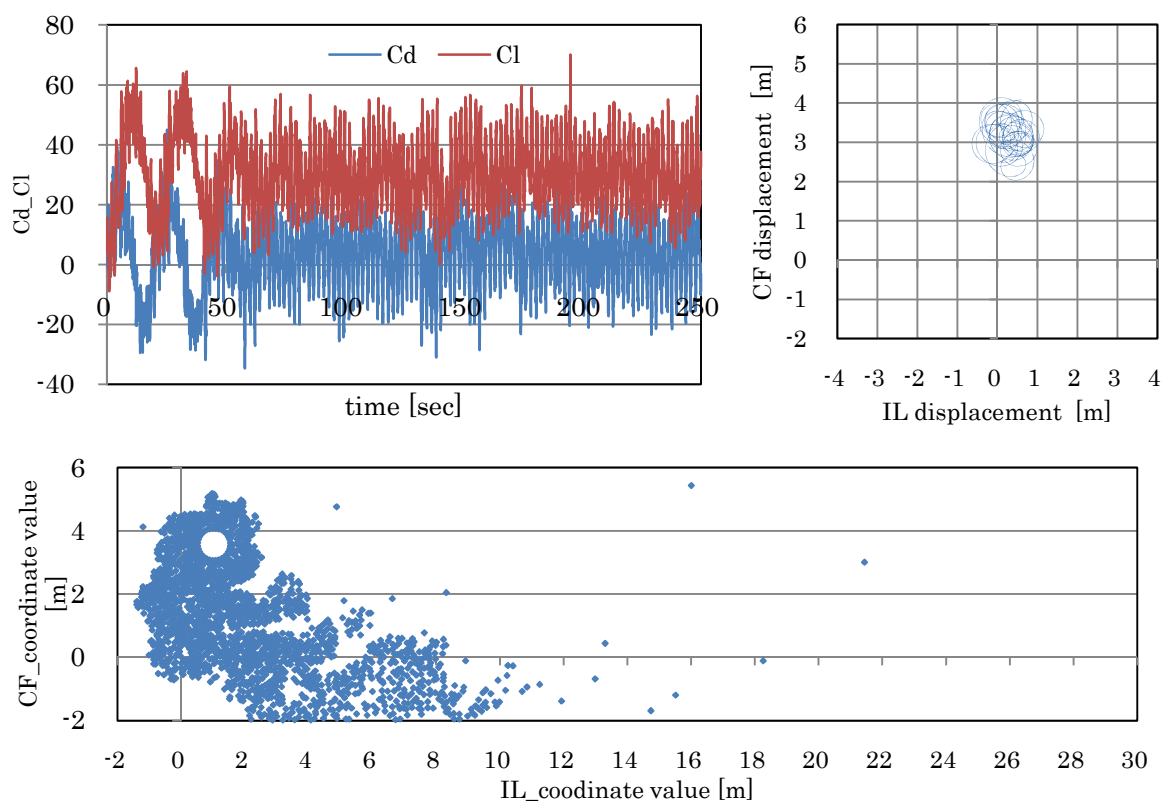 80
60
40
20
0
-20
-40
Cd_Cl
Cd Cl
0 50 100 150 200 250
time [sec]
6
5
4
3
2
1
0
-1
-2
CF displacement [m]
-4 -3 -2 -1 0 1 2 3 4
IL displacement [m]
6
4
2
0
-2
CF_coordinate value
[m]
-2 0 2 4 6 8 10 12 14 16 18 20 22 24 26 28 30
IL_coodinate value [m]